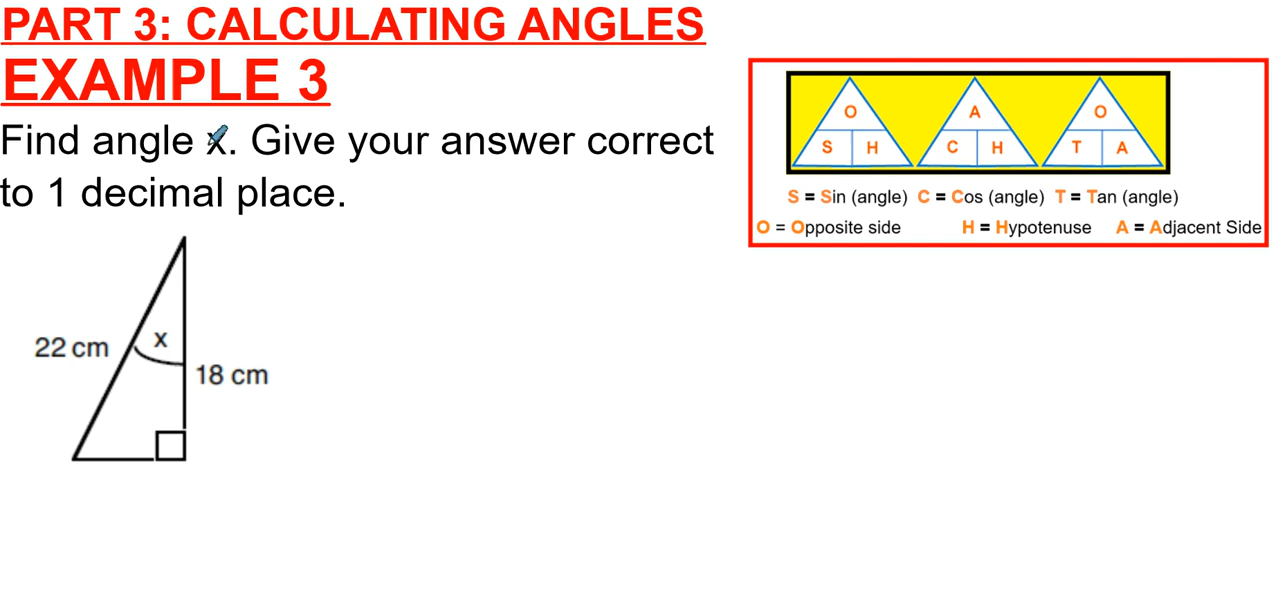 PART 3: CALCULATING ANGLES
EXAMPLE 3
Find angle x. Give your answer correct
to 1 decimal place.
O
S H
A
C H
O
T A
S = Sin (angle) C = Cos (angle) T = Tan (angle)
O = Opposite side H = Hypotenuse A = Adjacent Side
x
22 cm
18 cm